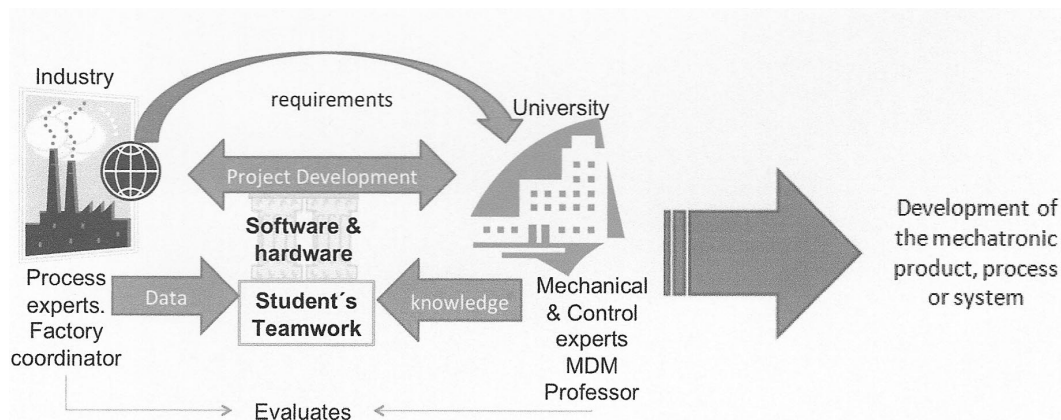 Industry
requirements
University
Project Development
Software &
hardware
Process
experts.
Factory
coordinator
Data
Student´s
Teamwork
knowledge
Mechanical
& Control
experts
MDM
Professor
Evaluates
Development of
the mechatronic
product, process
or system